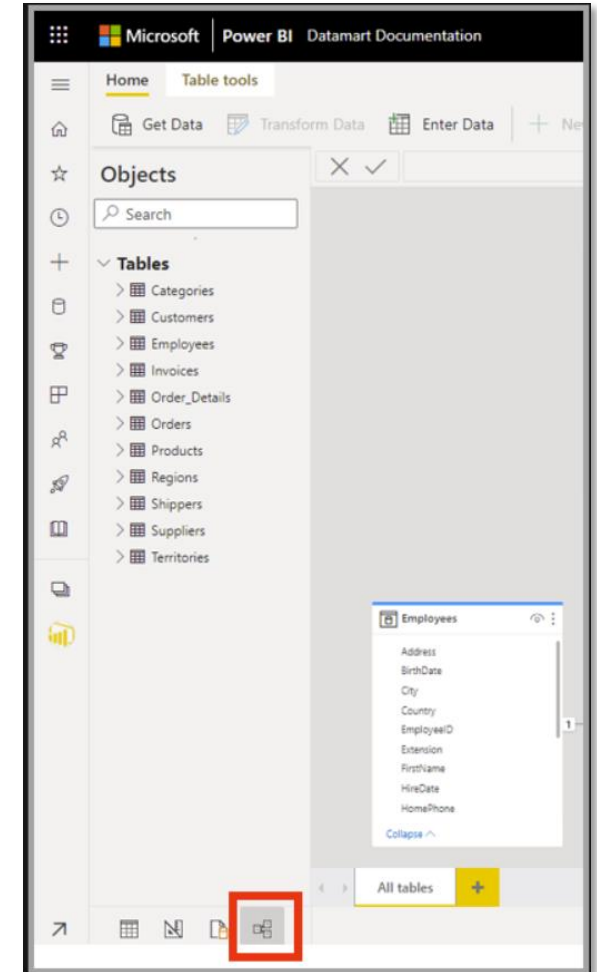 Microsoft Power BI Datamart Documentation
Home Table tools
Get Data Transform Data Enter Data
Objects
Search
Tables
Categories
Customers
Employees
Invoices
Order_Details
Orders
Products
Regions
Shippers
Suppliers
Territories
Employees
Address
BirthDate
City
Country
EmployeeID
Extension
FirstName
HireDate
HomePhone
Collapse
1
All tables